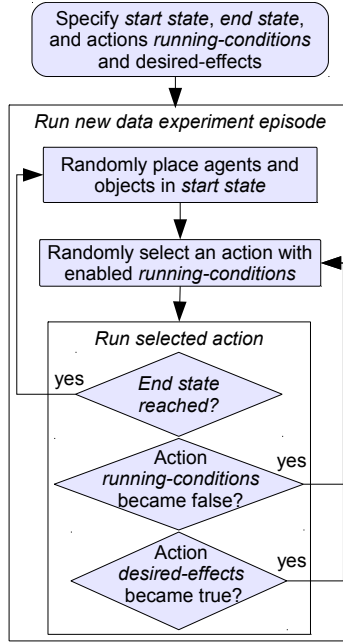 Specify start state, end state,
and actions running-conditions
and desired-effects
Run new data experiment episode
Randomly place agents and
objects in start state
Randomly select an action with
enabled running-conditions
Run selected action
yes
End state
reached?
Action
running-conditions
became false?
yes
Action
desired-effects
became true?
yes